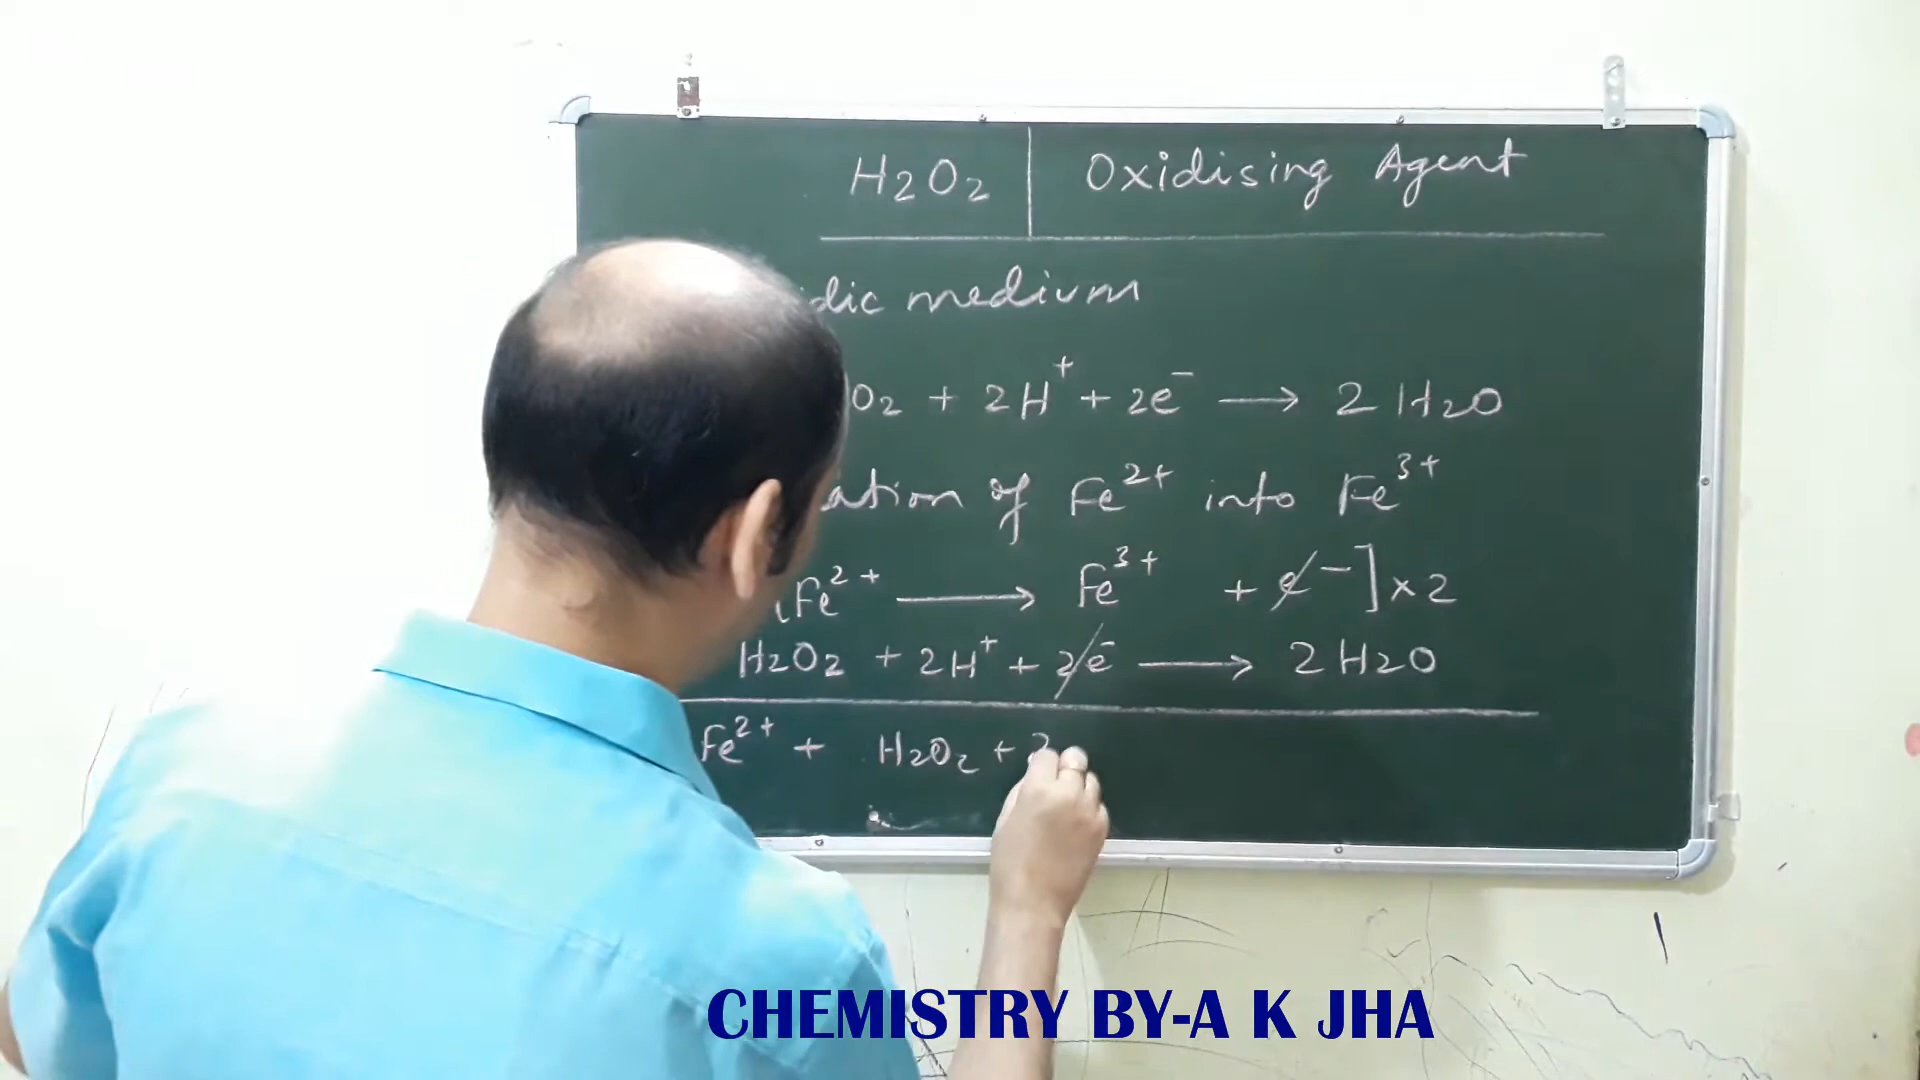 H₂O₂ | Oxidising Agent
dic medium
O₂ + 2H⁺ + 2e⁻ → 2H₂O
ation of Fe²⁺ into Fe³⁺
Fe²⁺ → Fe³⁺ + e⁻]×2
H₂O₂ + 2H⁺ + 2e⁻ → 2H₂O
Fe²⁺ + H₂O₂ + 2
CHEMISTRY BY-A K JHA